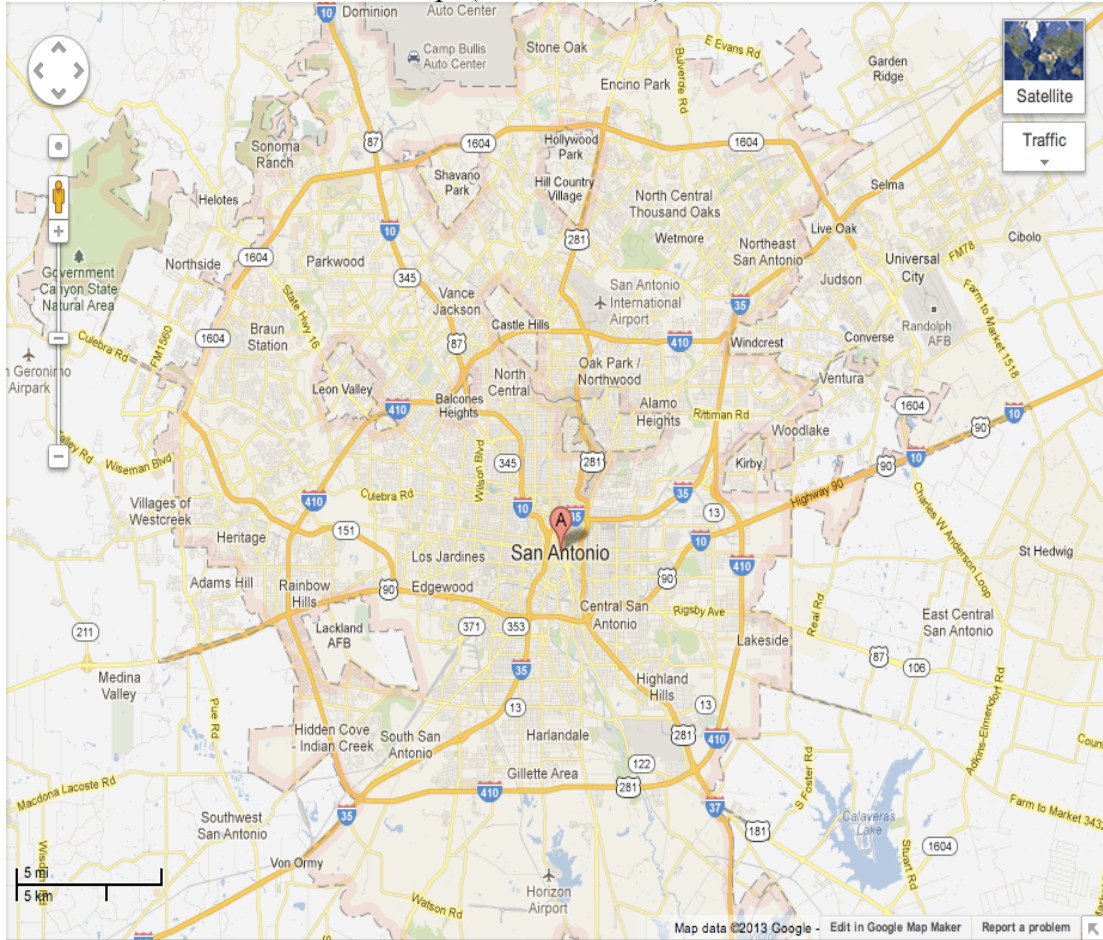 10
Dominion
Auto Center
Camp Bullis
Auto Center
Stone Oak
E Evans Rd
Bulverde Rd
Garden
Ridge
Encino Park
Satellite
Traffic
Sonoma
Ranch
87
1604
Hollywood
Park
1604
Shavano
Park
Hill Country
Village
Helotes
North Central
Thousand Oaks
Selma
Live Oak
10
281
Wetmore
Northeast
San Antonio
Cibolo
FM78
Northside
1604
Parkwood
Universal
City
Judson
Government
Canyon State
Natural Area
345
State Hwy 16
Vance
Jackson
San Antonio
International
Airport
35
Farm to Market 1518
Randolph
AFB
Castle Hills
1604
Braun
Station
FM1560
Culebra Rd
87
410
Windcrest
Converse
n Geronimo
Airpark
Leon Valley
North
Central
Oak Park /
Northwood
Ventura
Balcones
Heights
410
Alamo
Heights
Rittiman Rd
1604
10
Woodlake
90
Wiseman Blvd
Wilson Blvd
345
281
Kirby
90
10
Culebra Rd
410
35
Highway 90
Villages of
Westcreek
10
A
35
13
Charles W Anderson Loop
151
Heritage
Los Jardines
San Antonio
10
St Hedwig
Adams Hill
Rainbow
Hills
90
Edgewood
90
410
Central San
Antonio
Rigsby Ave
Real Rd
East Central
San Antonio
211
Lackland
AFB
371
353
Lakeside
87
106
Medina
Valley
35
Highland
Hills
Pue Rd
13
13
Hidden Cove
- Indian Creek
South San
Antonio
Harlandale
281
410
Adkins-Elmendorf Rd
Coun
Gillette Area
122
Macdona Lacoste Rd
410
281
S Foster Rd
35
37
Farm to Market 3432
Southwest
San Antonio
181
Calaveras
Lake
1604
Stuart Rd
Von Ormy
5 mi
5 km
Horizon
Airport
Watson Rd
Map data ©2013 Google -
Edit in Google Map Maker
Report a problem